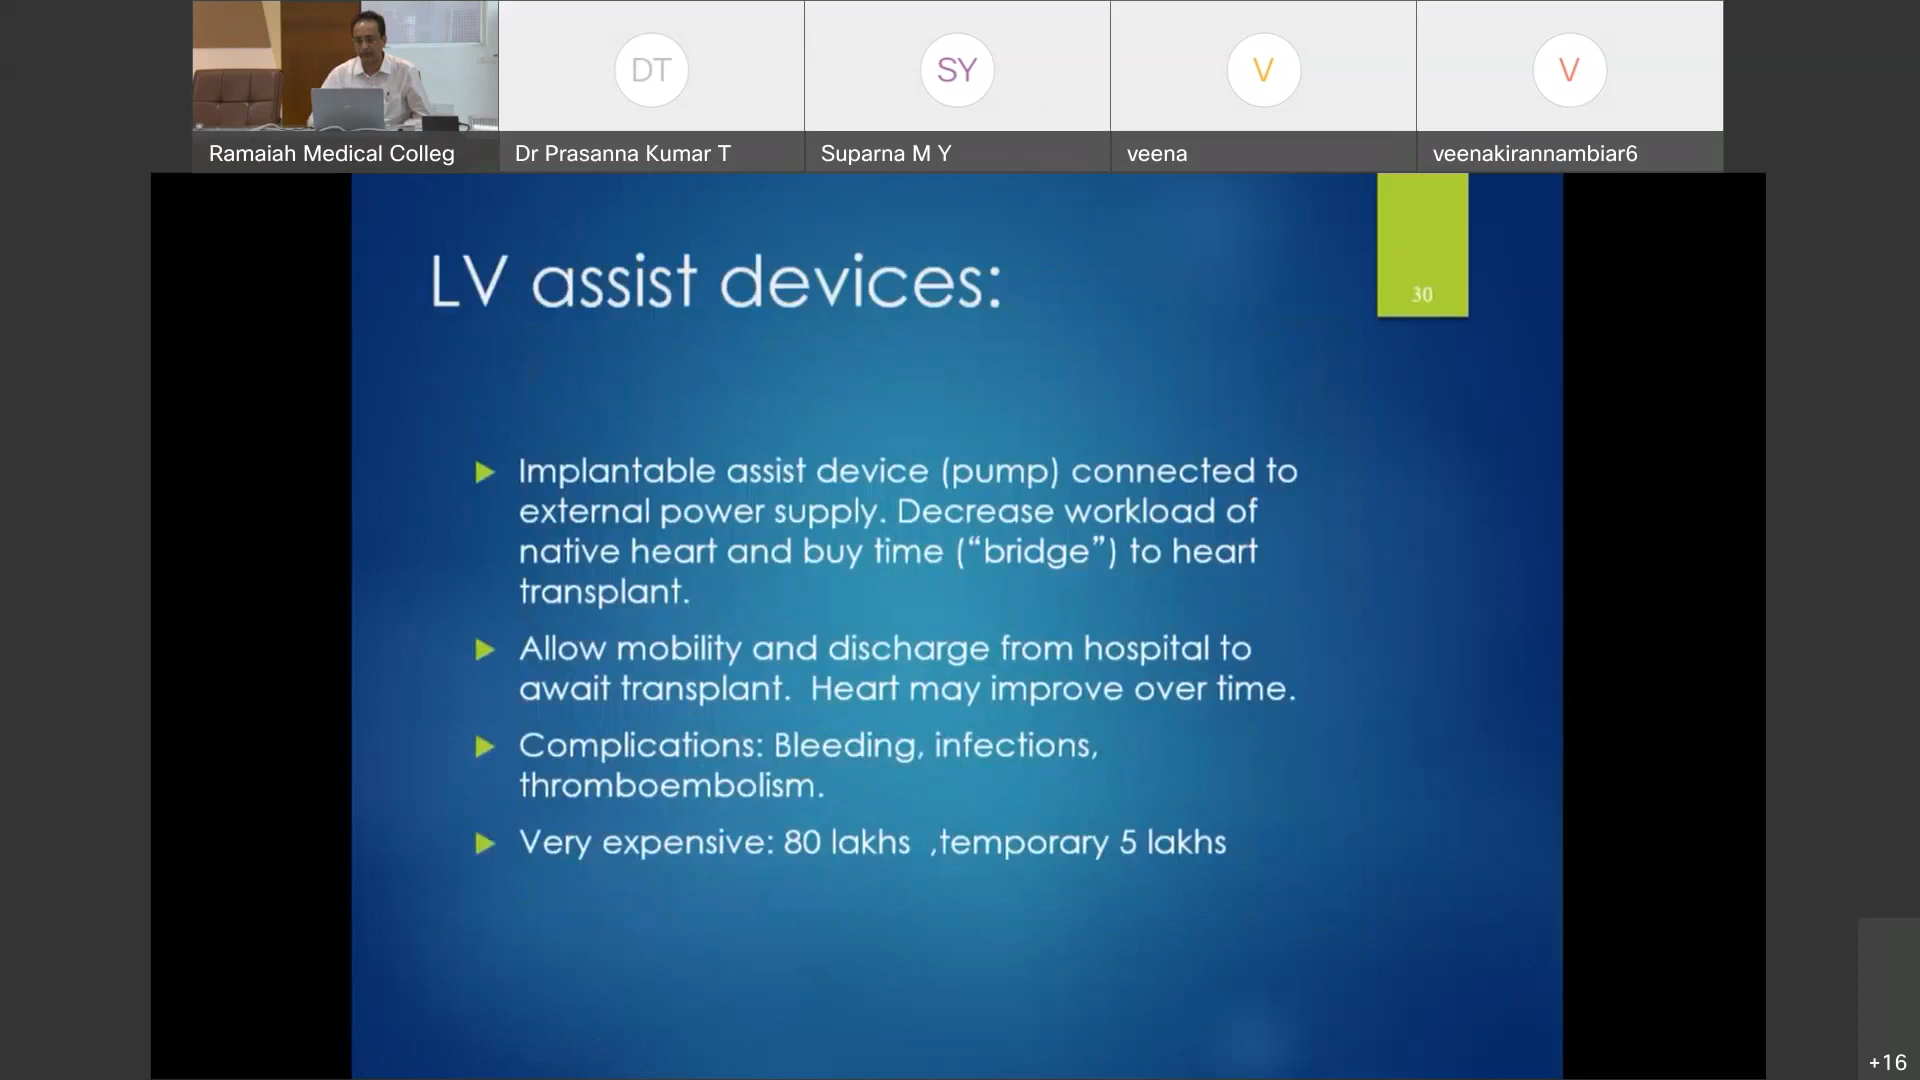 DT
SY
V
V
Ramaiah Medical Colleg
Dr Prasanna Kumar T
Suparna M Y
veena
veenakirannambiar6
LV assist devices:
30
Implantable assist device (pump) connected to
external power supply. Decrease workload of
native heart and buy time (“bridge”) to heart
transplant.
Allow mobility and discharge from hospital to
await transplant.  Heart may improve over time.
Complications: Bleeding, infections,
thromboembolism.
Very expensive: 80 lakhs  ,temporary 5 lakhs
+16